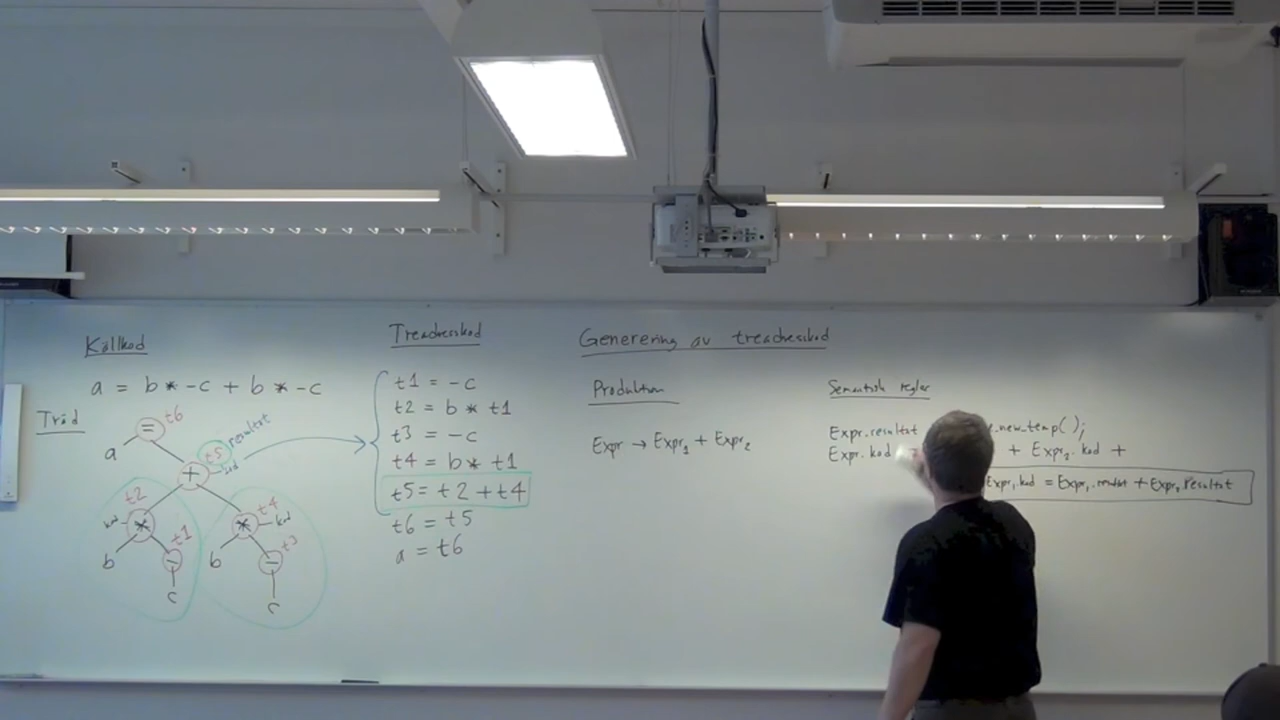 Källkod
a = b * -c + b * -c
Träd
= t6
a
resultat
t5
+ kod
t2
kod * t1
b -
c
t4
* kod
t3
b -
c
Treadresskod
t1 = -c
t2 = b * t1
t3 = -c
t4 = b * t1
t5 = t2 + t4
t6 = t5
a = t6
Generering av treadresskod
Produktion
Expr → Expr1 + Expr2
Semantisk regler
Expr.resultat .new_temp();
Expr.kod + Expr2.kod +
Expr.kod = Expr1.resultat + Expr2.resultat